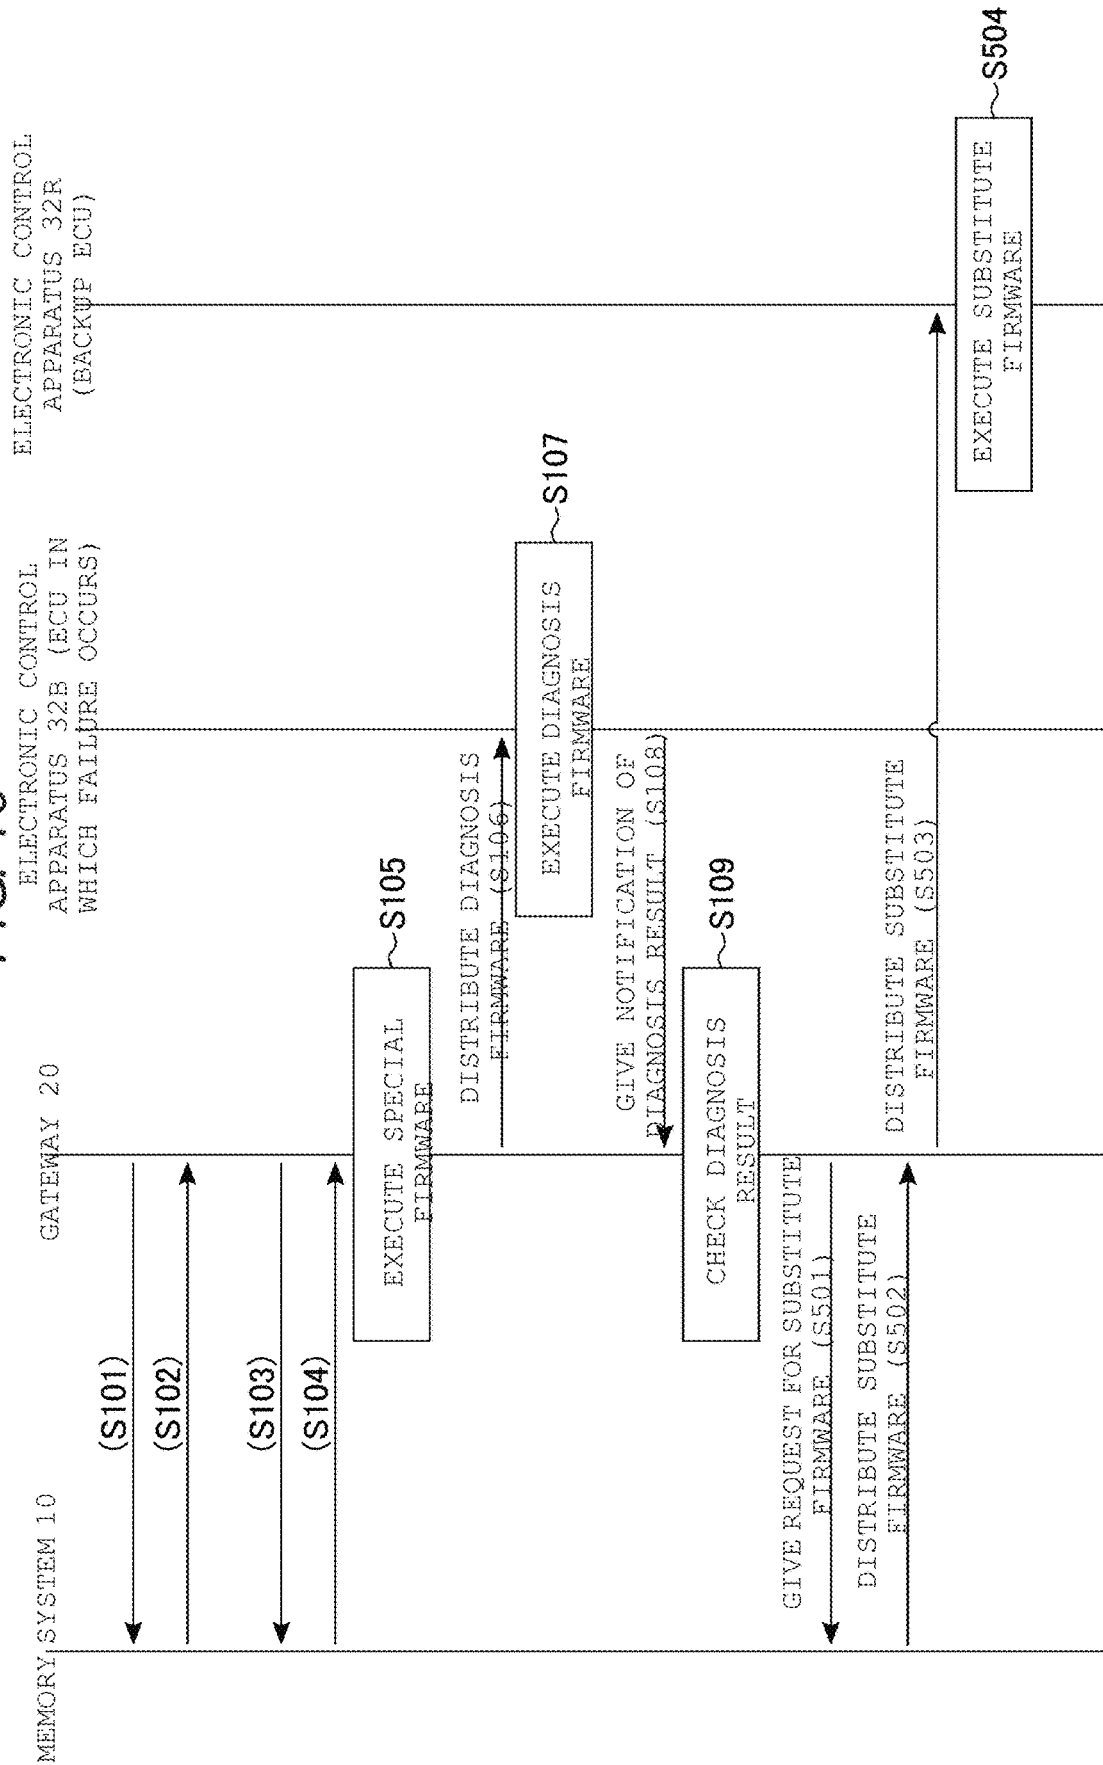 MEMORY SYSTEM 10
GATEWAY 20
ELECTRONIC CONTROL
APPARATUS 32B (ECU IN
WHICH FAILURE OCCURS)
ELECTRONIC CONTROL
APPARATUS 32R
(BACKUP ECU)
(S101)
(S102)
(S103)
(S104)
EXECUTE SPECIAL
FIRMWARE
S105
DISTRIBUTE DIAGNOSIS
FIRMWARE (S106)
EXECUTE DIAGNOSIS
FIRMWARE
S107
GIVE NOTIFICATION OF
DIAGNOSIS RESULT (S108)
CHECK DIAGNOSIS
RESULT
S109
GIVE REQUEST FOR SUBSTITUTE
FIRMWARE (S501)
DISTRIBUTE SUBSTITUTE
FIRMWARE (S502)
DISTRIBUTE SUBSTITUTE
FIRMWARE (S503)
EXECUTE SUBSTITUTE
FIRMWARE
S504